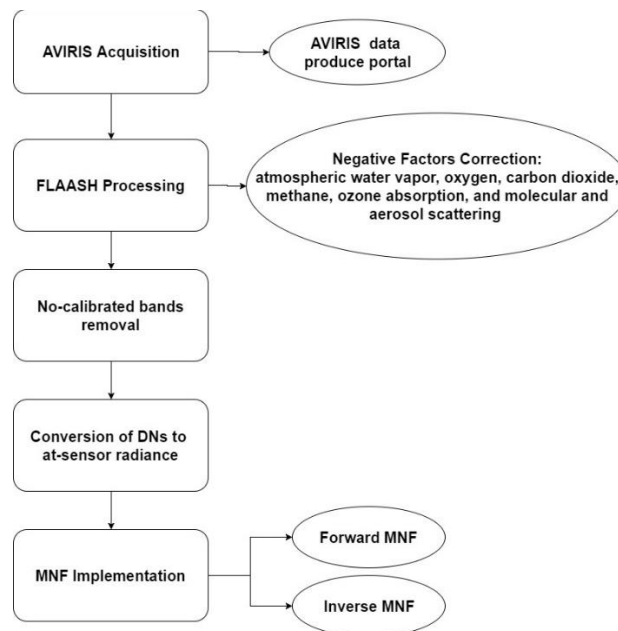 AVIRIS Acquisition
AVIRIS data
produce portal
FLAASH Processing
Negative Factors Correction:
atmospheric water vapor, oxygen, carbon dioxide,
methane, ozone absorption, and molecular and
aerosol scattering
No-calibrated bands
removal
Conversion of DNs to
at-sensor radiance
MNF Implementation
Forward MNF
Inverse MNF